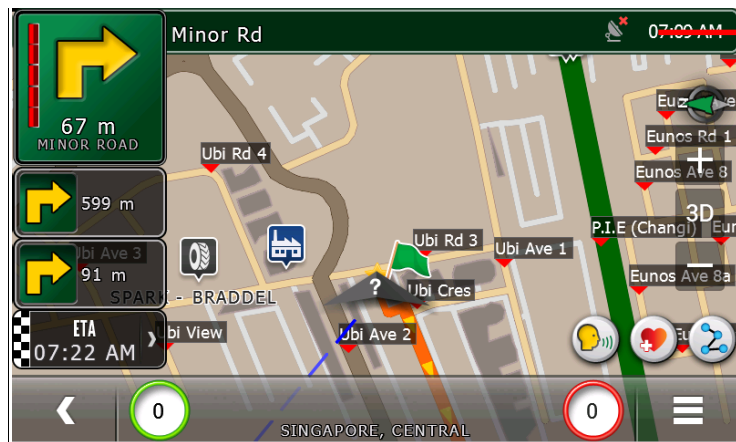 Minor Rd
07:09 AM
67 m
MINOR ROAD
599 m
91 m
ETA
07:22 AM
Ubi Rd 4
Eunos Rd 1
Eunos Ave 8
3D
P.I.E (Changi)
Eun
Ubi Rd 3
Ubi Ave 1
Ubi Ave 3
Eunos Ave 8a
?
Ubi Cres
SPARK - BRADDEL
bi View
Ubi Ave 2
0
0
SINGAPORE, CENTRAL